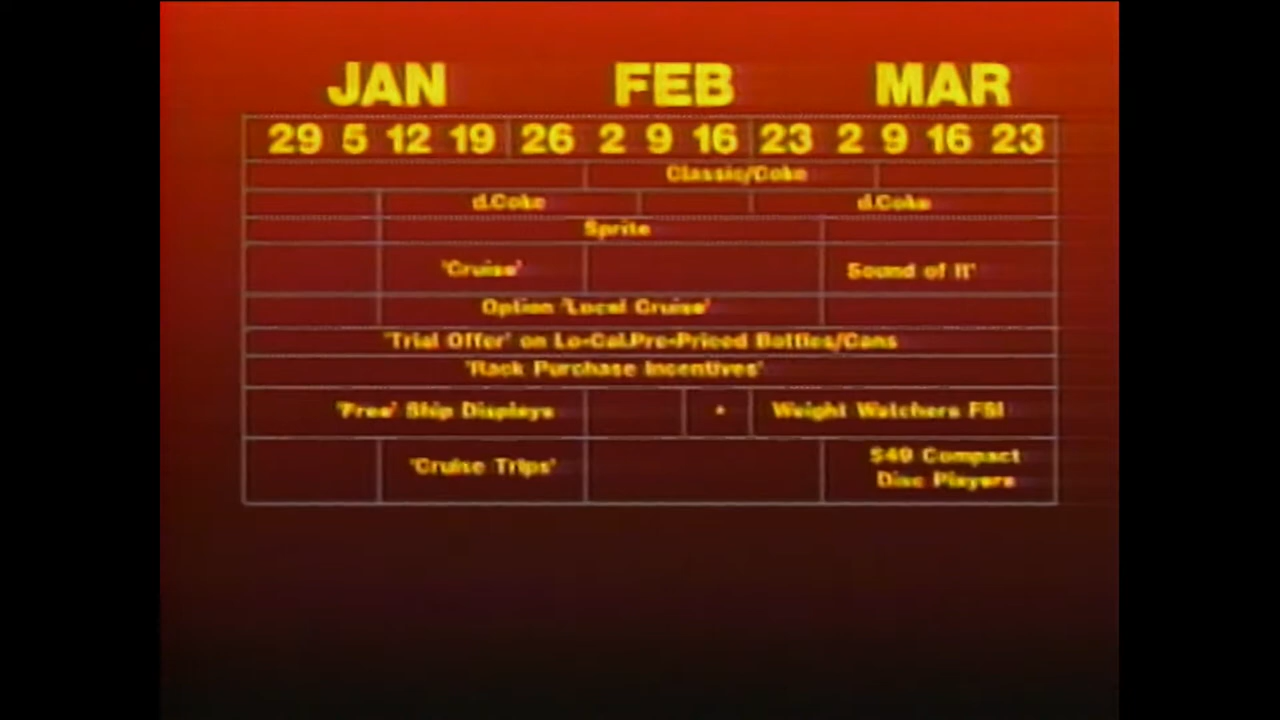 JAN FEB MAR
29 5 12 19 26 2 9 16 23 2 9 16 23
Classic/Coke
d.Coke d.Coke
Sprite
'Cruise' Sound of It'
Option 'Local Cruise'
'Trial Offer' on Lo-Cal.Pre-Priced Bottles/Cans
'Rack Purchase Incentives'
'Free' Ship Displays * Weight Watchers FSI
'Cruise Trips' $49 Compact
Disc Players